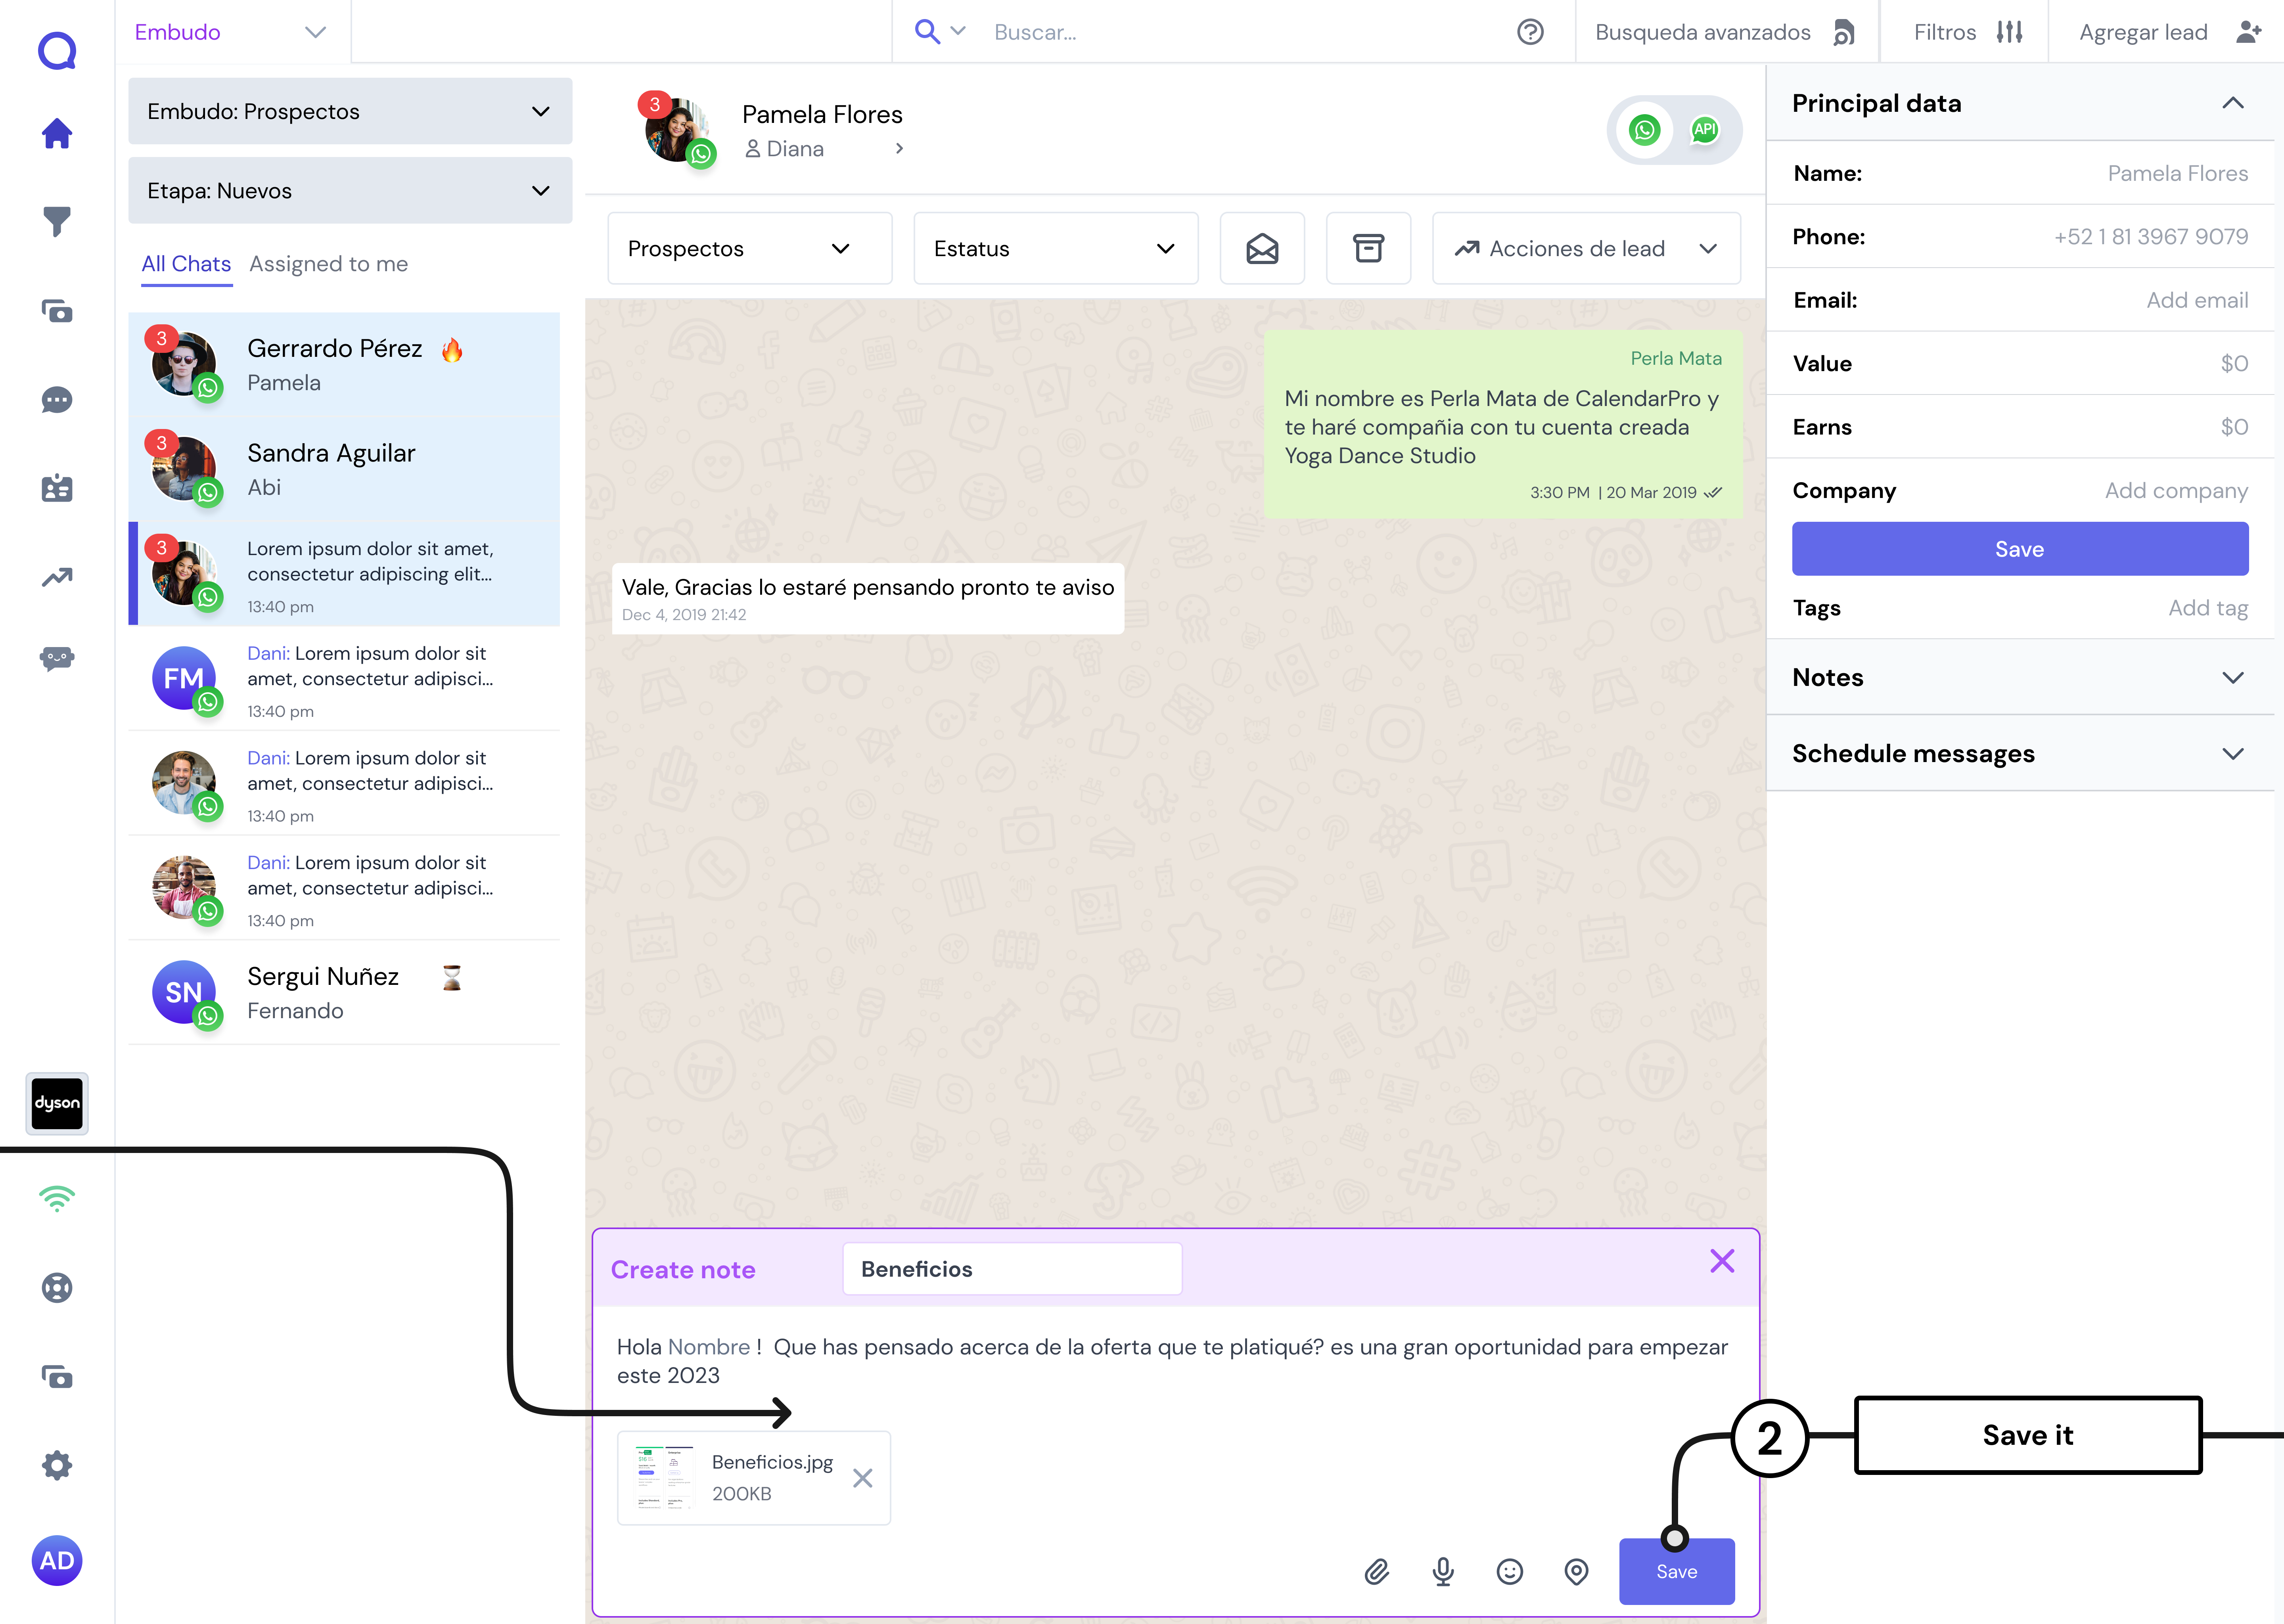 Embudo
Buscar...
Busqueda avanzados
Filtros
Agregar lead
Embudo: Prospectos
Etapa: Nuevos
All Chats Assigned to me
3
Gerrardo Pérez 🔥
Pamela
3
Sandra Aguilar
Abi
3
Lorem ipsum dolor sit amet,
consectetur adipiscing elit...
13:40 pm
FM
Dani: Lorem ipsum dolor sit
amet, consectetur adipisci...
13:40 pm
Dani: Lorem ipsum dolor sit
amet, consectetur adipisci...
13:40 pm
Dani: Lorem ipsum dolor sit
amet, consectetur adipisci...
13:40 pm
SN
Sergui Nuñez ⏳
Fernando
dyson
AD
3
Pamela Flores
Diana
API
Prospectos
Estatus
Acciones de lead
Perla Mata
Mi nombre es Perla Mata de CalendarPro y
te haré compañia con tu cuenta creada
Yoga Dance Studio
3:30 PM | 20 Mar 2019
Vale, Gracias lo estaré pensando pronto te aviso
Dec 4, 2019 21:42
Create note
Beneficios
Hola Nombre ! Que has pensado acerca de la oferta que te platiqué? es una gran oportunidad para empezar
este 2023
Beneficios.jpg
200KB
Save
2
Save it
Principal data
Name: Pamela Flores
Phone: +52 1 81 3967 9079
Email: Add email
Value $0
Earns $0
Company Add company
Save
Tags Add tag
Notes
Schedule messages